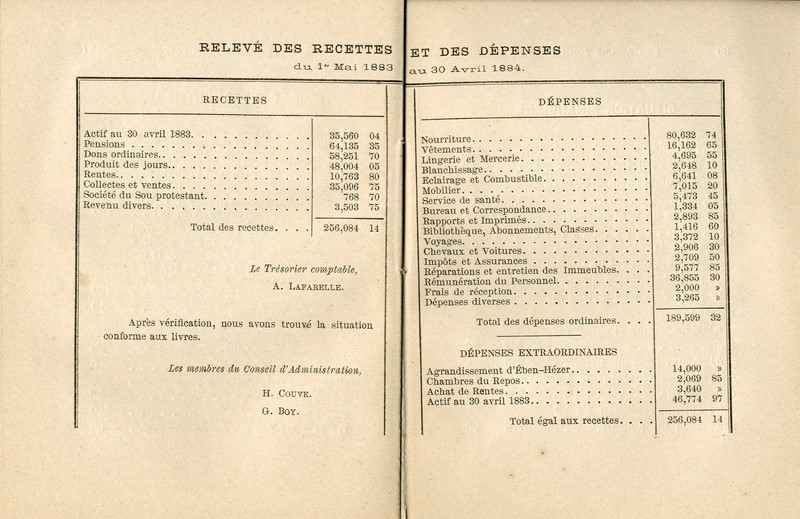 RELEVÉ DES RECETTES ET DES DÉPENSES
du 1er Mai 1883 au 30 Avril 1884.
RECETTES
Actif au 30 avril 1883. . . . . . . . . . . . 35,560 04
Pensions . . . . . . . . . . . . 64,135 35
Dons ordinaires. . . . . . . . . . . . 58,251 70
Produit des jours. . . . . . . . . . . . 48,004 05
Rentes. . . . . . . . . . . . 10,763 80
Collectes et ventes. . . . . . . . . . . . 35,096 75
Société du Sou protestant. . . . . . . . . . 768 70
Revenu divers. . . . . . . . . . . . 3,503 75
Total des recettes. . . . 256,084 14
Le Trésorier comptable,
A. LAFARELLE.
Après vérification, nous avons trouvé la situation
conforme aux livres.
Les membres du Conseil d'Administration,
H. COUVE.
G. BOY.
DÉPENSES
Nourriture. . . . . . . . . . . . 80,632 74
Vêtements. . . . . . . . . . . . 16,162 65
Lingerie et Mercerie. . . . . . . . . . . . 4,695 55
Blanchissage. . . . . . . . . . . . 2,648 10
Eclairage et Combustible. . . . . . . . . . . . 6,641 08
Mobilier. . . . . . . . . . . . 7,015 20
Service de santé. . . . . . . . . . . . 5,473 45
Bureau et Correspondance. . . . . . . . . . . . 1,334 05
Rapports et Imprimés. . . . . . . . . . . . 2,893 85
Bibliothèque, Abonnements, Classes. . . . . . 1,416 60
Voyages. . . . . . . . . . . . 3,372 10
Chevaux et Voitures. . . . . . . . . . . . 2,906 30
Impôts et Assurances . . . . . . . . . . . . 2,709 50
Réparations et entretien des Immeubles. . . . 9,577 85
Rémunération du Personnel. . . . . . . . . . 36,855 30
Frais de réception. . . . . . . . . . . . 2,000 »
Dépenses diverses . . . . . . . . . . . . 3,265 »
Total des dépenses ordinaires. . . . 189,599 32
DÉPENSES EXTRAORDINAIRES
Agrandissement d'Ében-Hézer. . . . . . . . . 14,000 »
Chambres du Repos. . . . . . . . . . . . 2,069 85
Achat de Rentes. . . . . . . . . . . . 3,640 »
Actif au 30 avril 1883. . . . . . . . . . . . 46,774 97
Total égal aux recettes. . . . 256,084 14